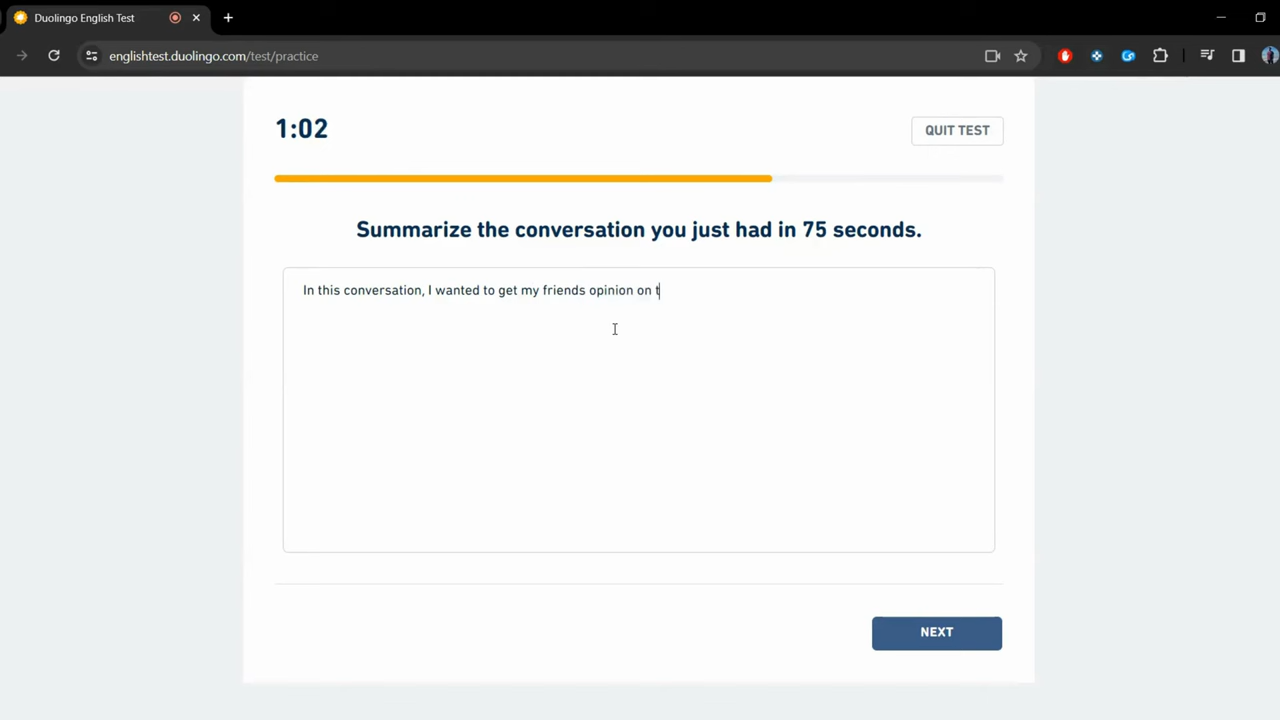 Duolingo English Test
englishtest.duolingo.com/test/practice
1:02
QUIT TEST
Summarize the conversation you just had in 75 seconds.
In this conversation, I wanted to get my friends opinion on t
NEXT